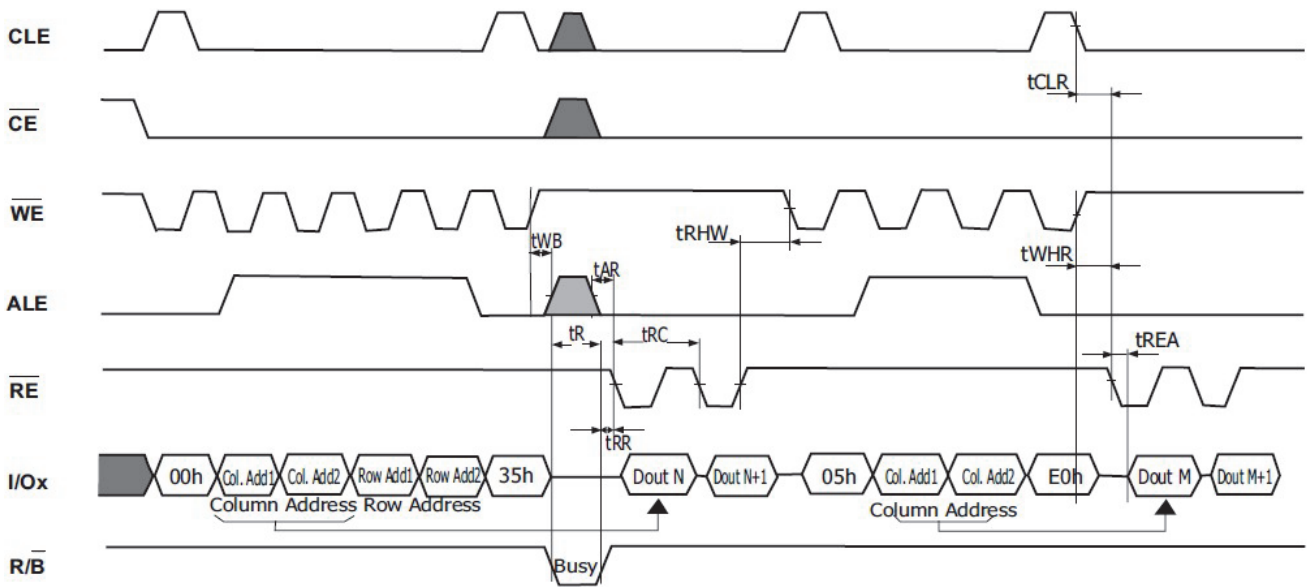 CLE
tCLR
CE
WE
tWB
tRHW
tWHR
tAR
ALE
tR
tRC
tREA
RE
tRR
I/Ox
00h Col. Add1 Col. Add2 Row Add1 Row Add2 35h Dout N Dout N+1 05h Col. Add1 Col. Add2 E0h Dout M Dout M+1
Column Address Row Address Column Address
R/B Busy